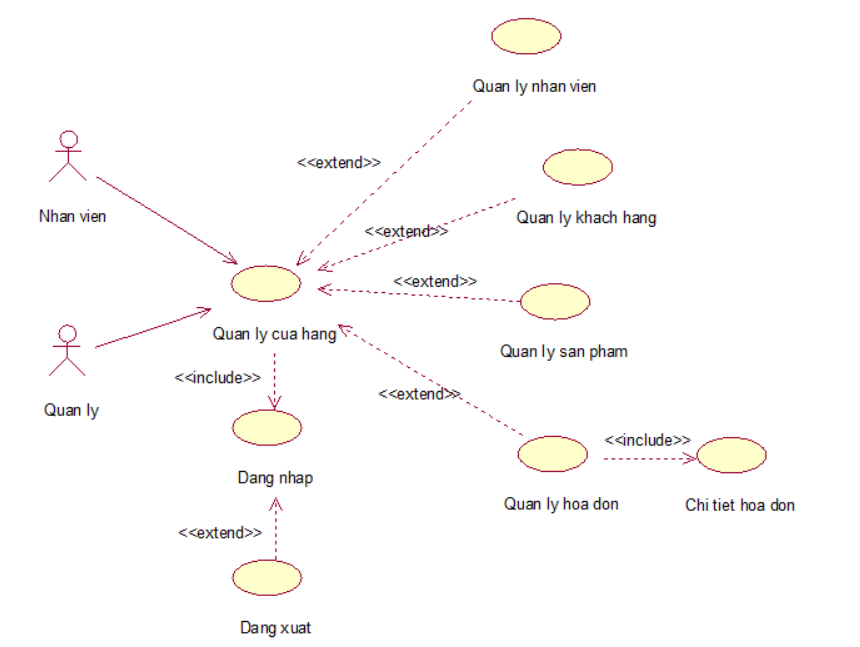 Quan ly nhan vien
<<extend>>
Nhan vien
Quan ly khach hang
<<extend>>
<<extend>>
Quan ly cua hang
Quan ly san pham
<<include>>
<<extend>>
Quan ly
<<include>>
Dang nhap
Quan ly hoa don
Chi tiet hoa don
<<extend>>
Dang xuat